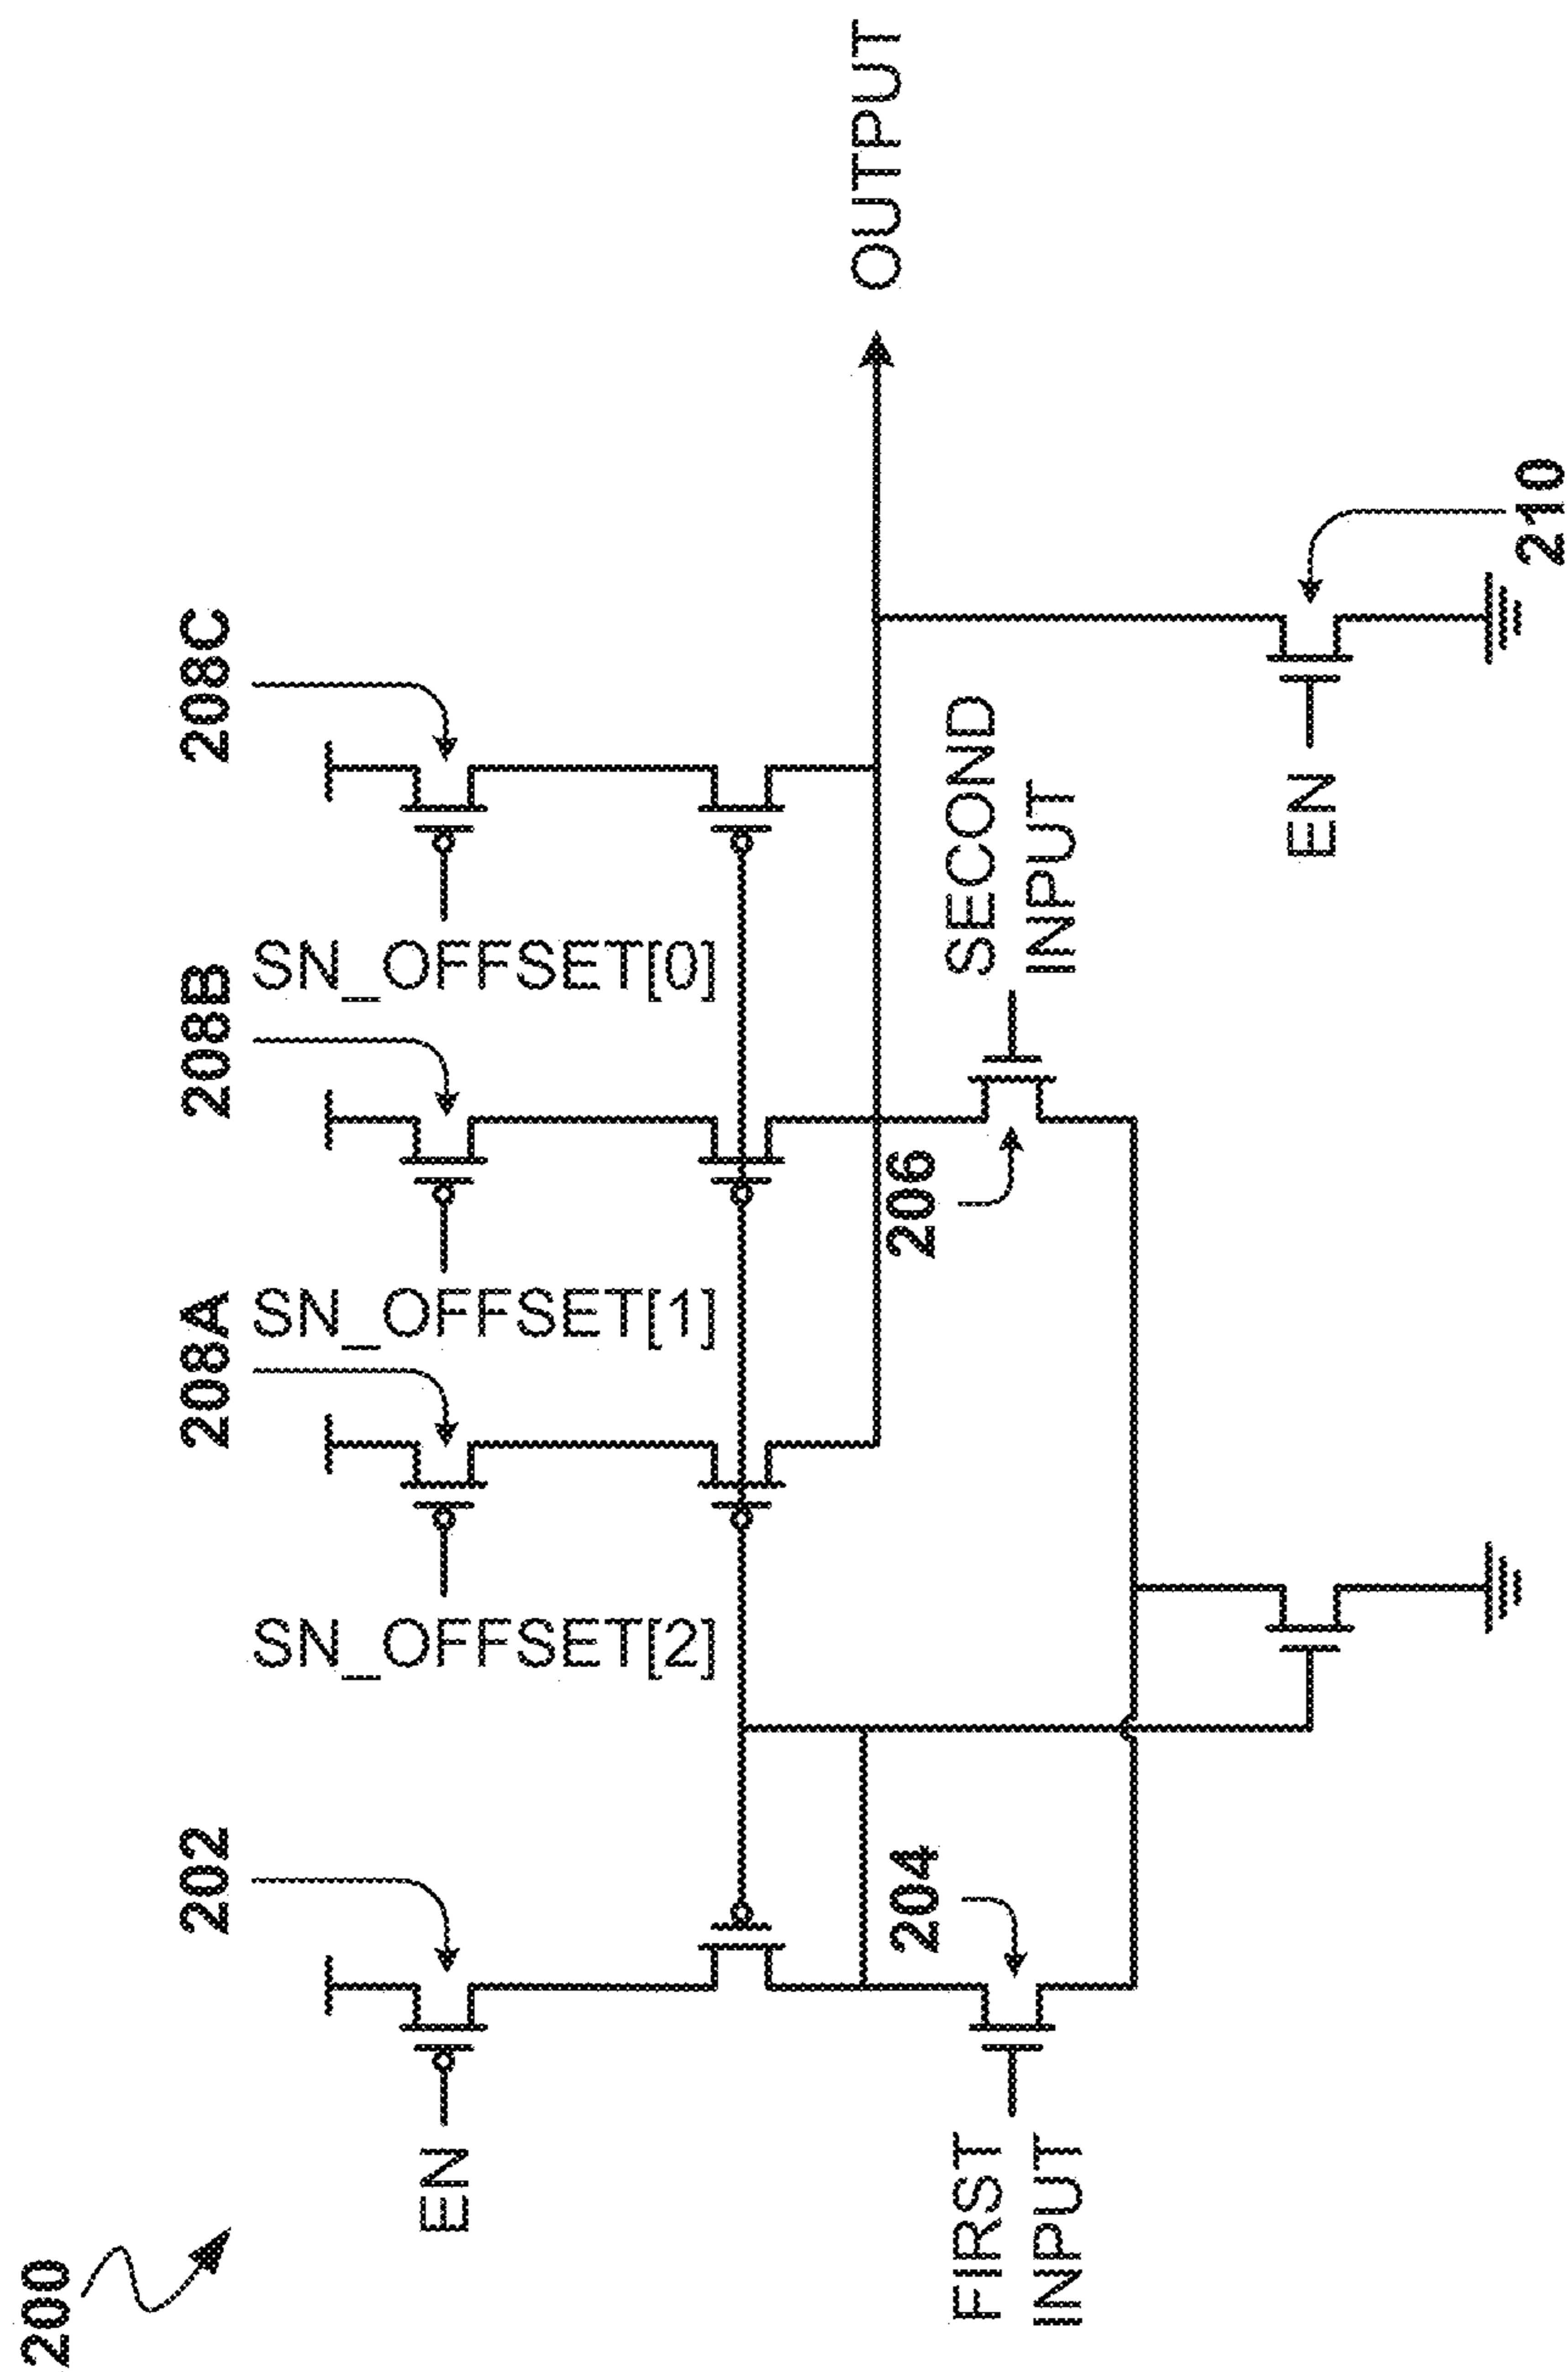 200
202
208A
208B
208C
EN
SN_OFFSET[2]
SN_OFFSET[1]
SN_OFFSET[0]
OUTPUT
204
206
FIRST
INPUT
SECOND
INPUT
EN
210